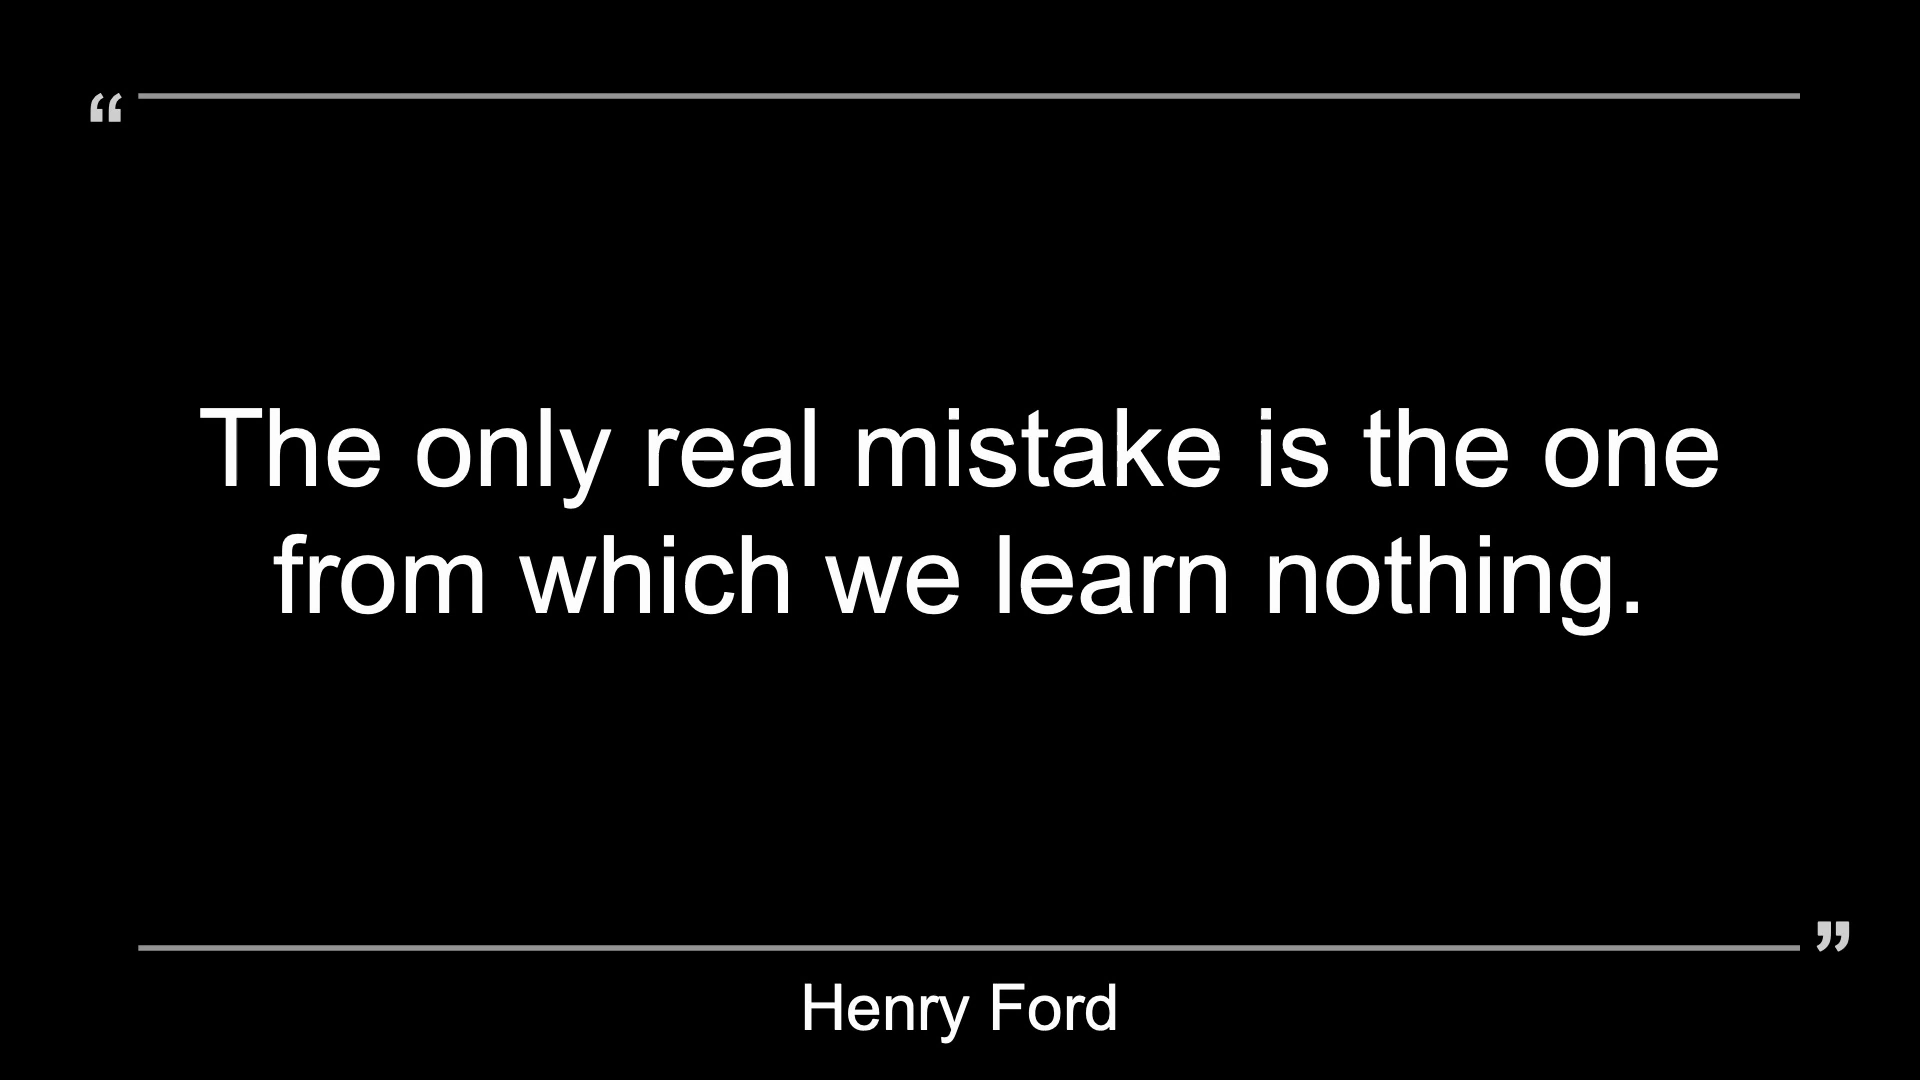 “
The only real mistake is the one
from which we learn nothing.
”
Henry Ford